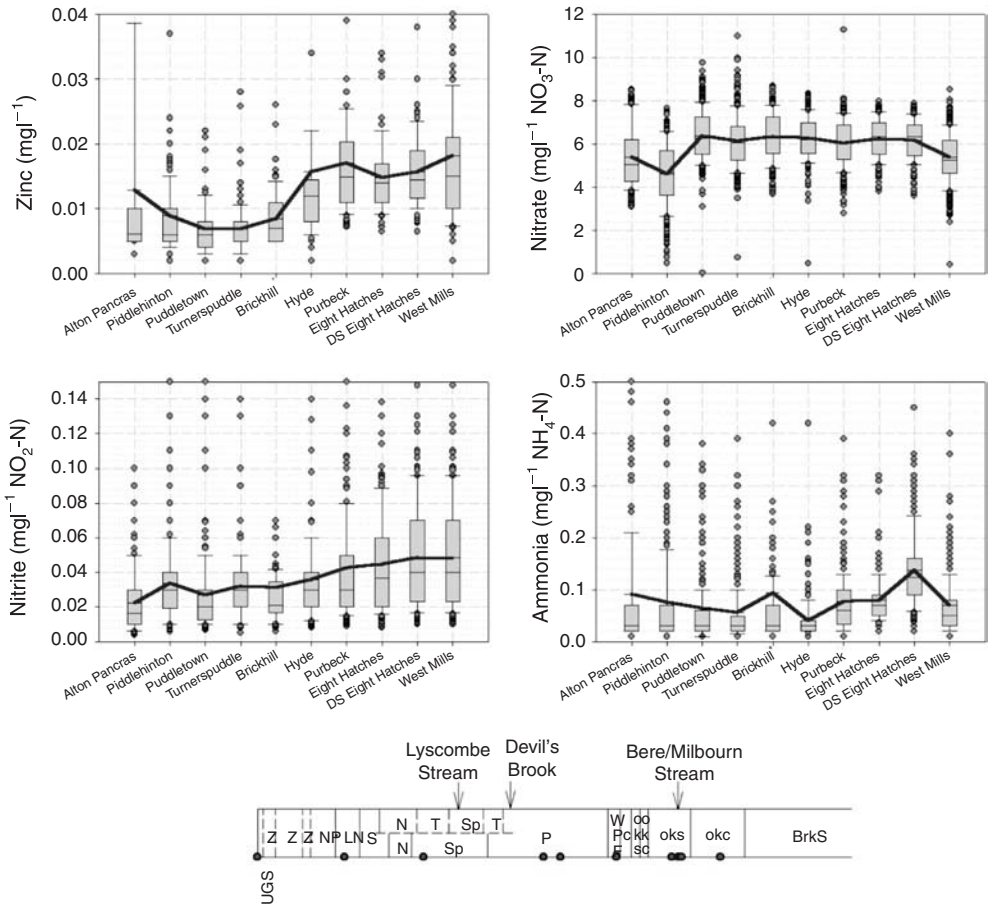 0.04
0.03
0.02
0.01
0.00
Zinc (mgl⁻¹)
Alton Pancras
Piddlehinton
Puddletown
Turnerspuddle
Brickhill
Hyde
Purbeck
Eight Hatches
DS Eight Hatches
West Mills
12
10
8
6
4
2
0
Nitrate (mgl⁻¹ NO₃-N)
Alton Pancras
Piddlehinton
Puddletown
Turnerspuddle
Brickhill
Hyde
Purbeck
Eight Hatches
DS Eight Hatches
West Mills
0.14
0.12
0.10
0.08
0.06
0.04
0.02
0.00
Nitrite (mgl⁻¹ NO₂-N)
Alton Pancras
Piddlehinton
Puddletown
Turnerspuddle
Brickhill
Hyde
Purbeck
Eight Hatches
DS Eight Hatches
West Mills
0.5
0.4
0.3
0.2
0.1
0.0
Ammonia (mgl⁻¹ NH₄-N)
Alton Pancras
Piddlehinton
Puddletown
Turnerspuddle
Brickhill
Hyde
Purbeck
Eight Hatches
DS Eight Hatches
West Mills
Lyscombe
Stream
Devil's
Brook
Bere/Milbourn
Stream
N T Sp T
Z Z Z NP LN S
N Sp
P
W
P Pc
oo
kk
sc
oks
okc
BrkS
UGS